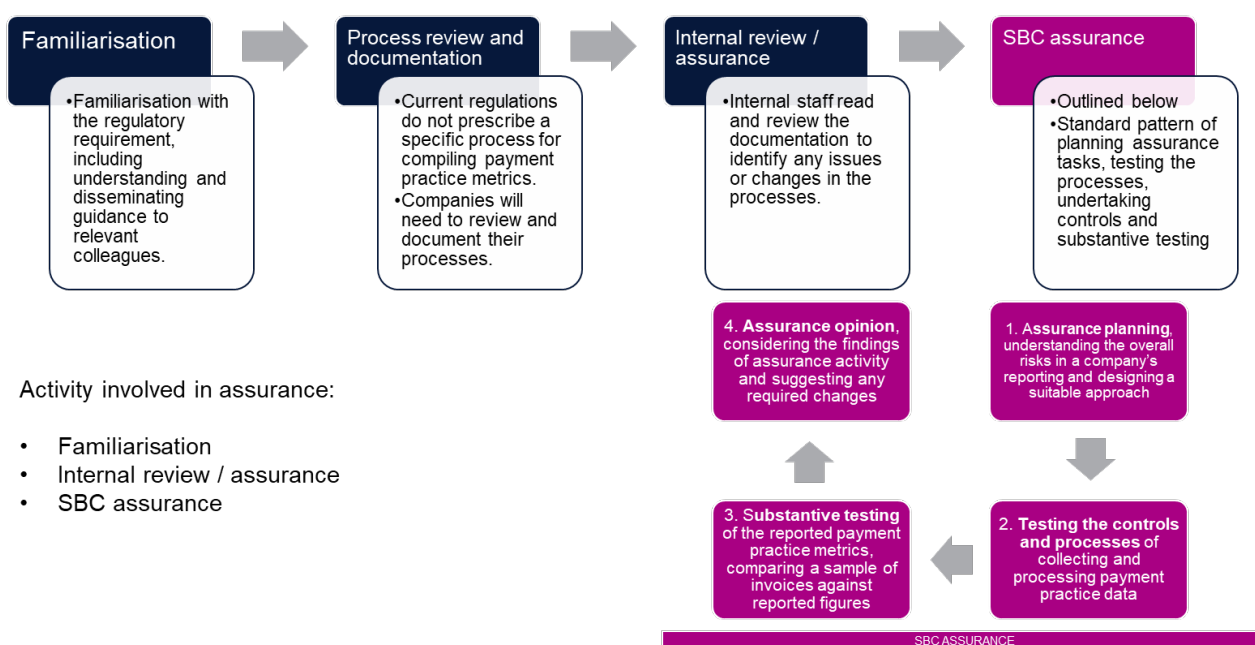 Familiarisation
•Familiarisation with
the regulatory
requirement,
including
understanding and
disseminating
guidance to
relevant
colleagues.
Process review and
documentation
•Current regulations
do not prescribe a
specific process for
compiling payment
practice metrics.
•Companies will
need to review and
document their
processes.
Internal review /
assurance
•Internal staff read
and review the
documentation to
identify any issues
or changes in the
processes.
SBC assurance
•Outlined below
•Standard pattern of
planning assurance
tasks, testing the
processes,
undertaking
controls and
substantive testing
Activity involved in assurance:
• Familiarisation
• Internal review / assurance
• SBC assurance
1. Assurance planning,
understanding the overall
risks in a company's
reporting and designing a
suitable approach
2. Testing the controls
and processes of
collecting and
processing payment
practice data
3. Substantive testing
of the reported payment
practice metrics,
comparing a sample of
invoices against
reported figures
4. Assurance opinion,
considering the findings
of assurance activity
and suggesting any
required changes
SBC ASSURANCE